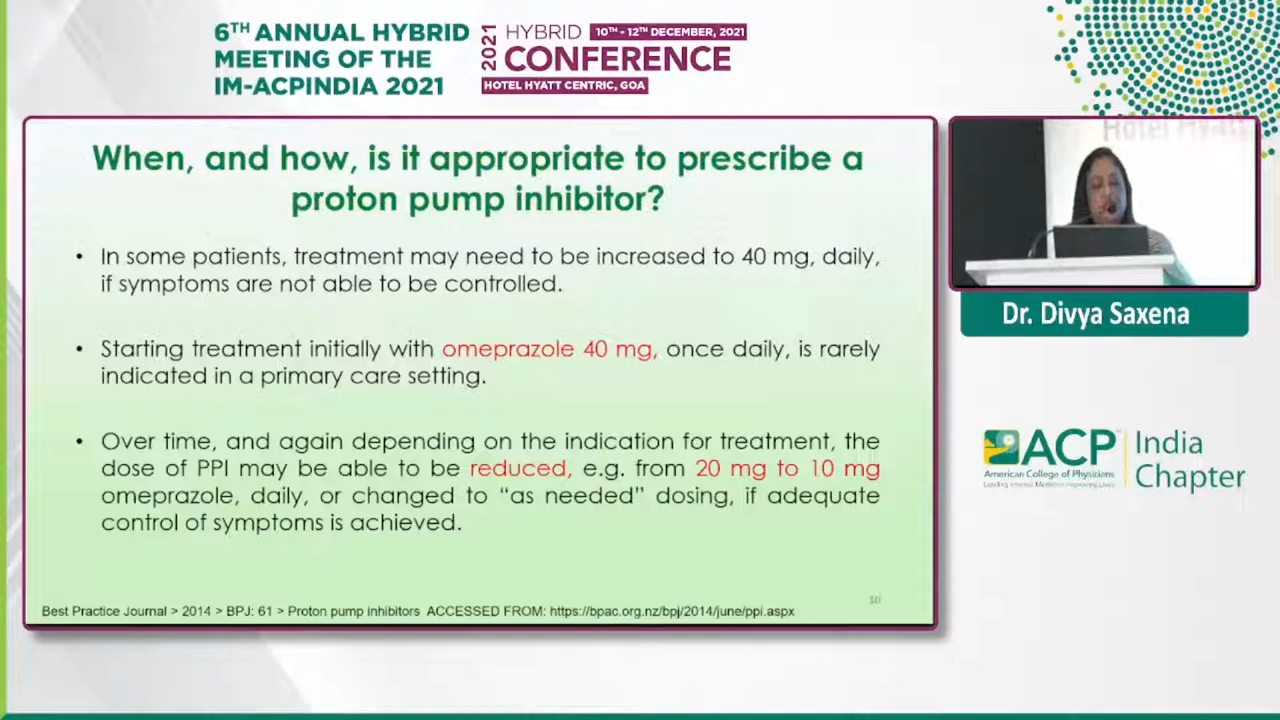 6TH ANNUAL HYBRID
MEETING OF THE
IM-ACPINDIA 2021
2021
HYBRID
10TH - 12TH DECEMBER, 2021
CONFERENCE
HOTEL HYATT CENTRIC, GOA
When, and how, is it appropriate to prescribe a
proton pump inhibitor?
• In some patients, treatment may need to be increased to 40 mg, daily,
if symptoms are not able to be controlled.
• Starting treatment initially with omeprazole 40 mg, once daily, is rarely
indicated in a primary care setting.
• Over time, and again depending on the indication for treatment, the
dose of PPI may be able to be reduced, e.g. from 20 mg to 10 mg
omeprazole, daily, or changed to “as needed” dosing, if adequate
control of symptoms is achieved.
10
Best Practice Journal > 2014 > BPJ: 61 > Proton pump inhibitors ACCESSED FROM: https://bpac.org.nz/bpj/2014/june/ppi.aspx
Hotel Hyatt
Dr. Divya Saxena
ACP
American College of Physicians
Leading Internal Medicine, Improving Lives
India
Chapter